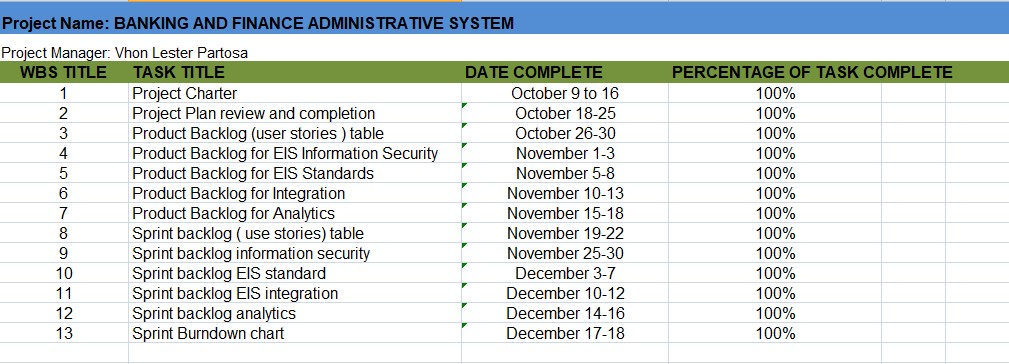 Project Name: BANKING AND FINANCE ADMINISTRATIVE SYSTEM
Project Manager: Vhon Lester Partosa
WBS TITLE TASK TITLE DATE COMPLETE PERCENTAGE OF TASK COMPLETE
1 Project Charter October 9 to 16 100%
2 Project Plan review and completion October 18-25 100%
3 Product Backlog (user stories ) table October 26-30 100%
4 Product Backlog for EIS Information Security November 1-3 100%
5 Product Backlog for EIS Standards November 5-8 100%
6 Product Backlog for Integration November 10-13 100%
7 Product Backlog for Analytics November 15-18 100%
8 Sprint backlog ( use stories) table November 19-22 100%
9 Sprint backlog information security November 25-30 100%
10 Sprint backlog EIS standard December 3-7 100%
11 Sprint backlog EIS integration December 10-12 100%
12 Sprint backlog analytics December 14-16 100%
13 Sprint Burndown chart December 17-18 100%